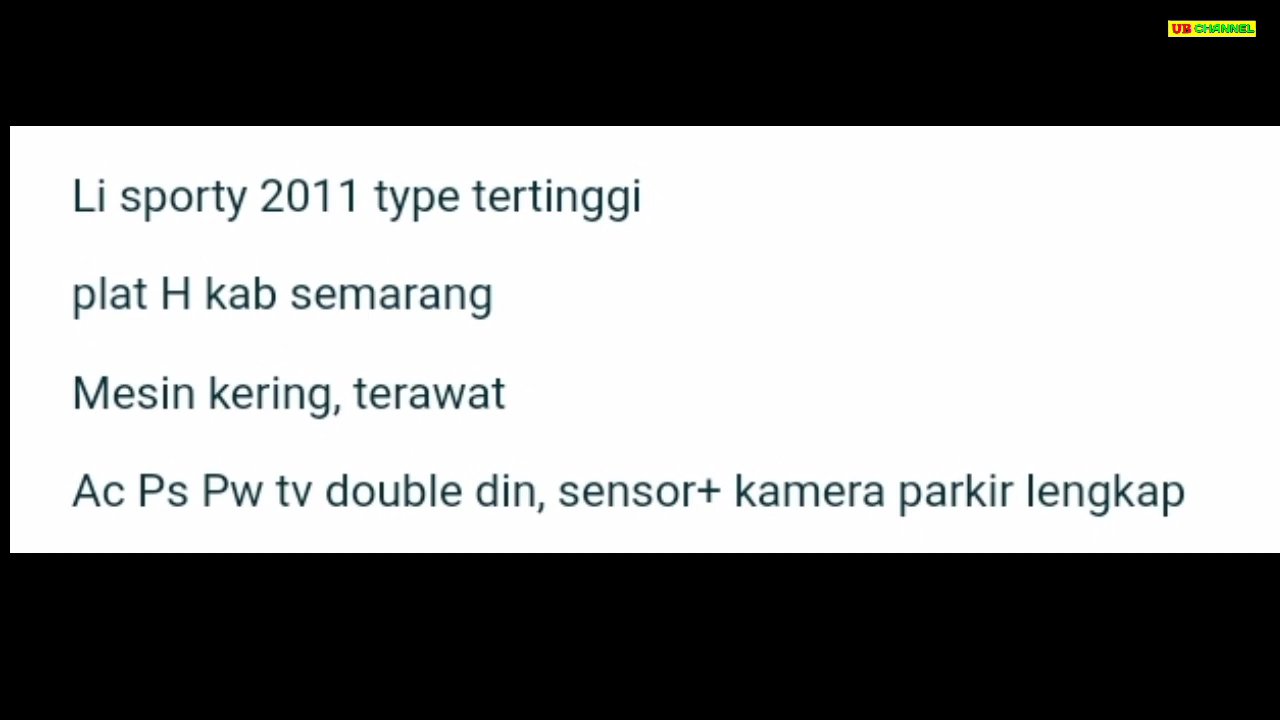 UB CHANNEL
Li sporty 2011 type tertinggi
plat H kab semarang
Mesin kering, terawat
Ac Ps Pw tv double din, sensor+ kamera parkir lengkap